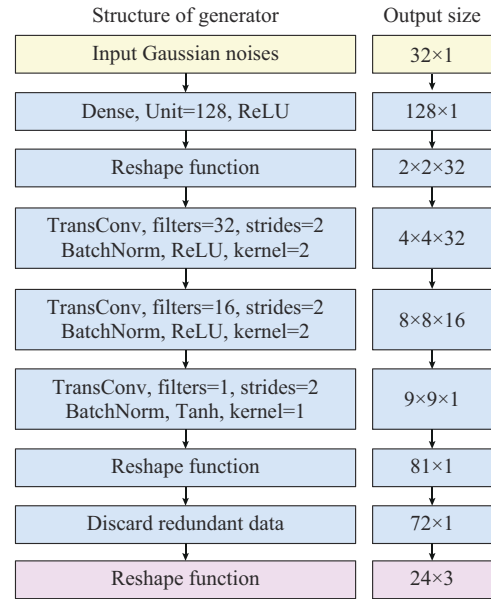 Structure of generator
Output size
Input Gaussian noises
32×1
Dense, Unit=128, ReLU
128×1
Reshape function
2×2×32
TransConv, filters=32, strides=2
BatchNorm, ReLU, kernel=2
4×4×32
TransConv, filters=16, strides=2
BatchNorm, ReLU, kernel=2
8×8×16
TransConv, filters=1, strides=2
BatchNorm, Tanh, kernel=1
9×9×1
Reshape function
81×1
Discard redundant data
72×1
Reshape function
24×3